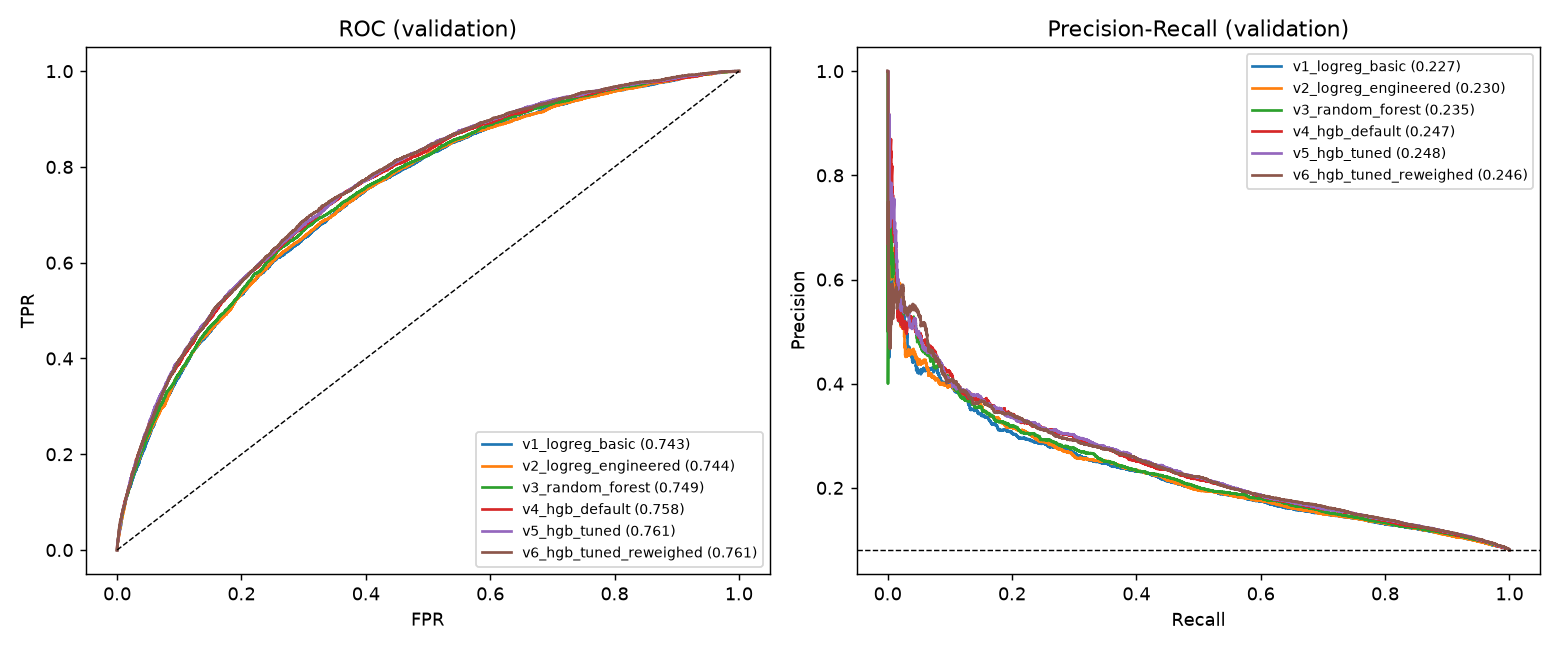 ROC (validation)
1.0
0.8
0.6
0.4
0.2
0.0
TPR
0.0 0.2 0.4 0.6 0.8 1.0
FPR
v1_logreg_basic (0.743)
v2_logreg_engineered (0.744)
v3_random_forest (0.749)
v4_hgb_default (0.758)
v5_hgb_tuned (0.761)
v6_hgb_tuned_reweighed (0.761)
Precision-Recall (validation)
1.0
0.8
0.6
0.4
0.2
Precision
0.0 0.2 0.4 0.6 0.8 1.0
Recall
v1_logreg_basic (0.227)
v2_logreg_engineered (0.230)
v3_random_forest (0.235)
v4_hgb_default (0.247)
v5_hgb_tuned (0.248)
v6_hgb_tuned_reweighed (0.246)